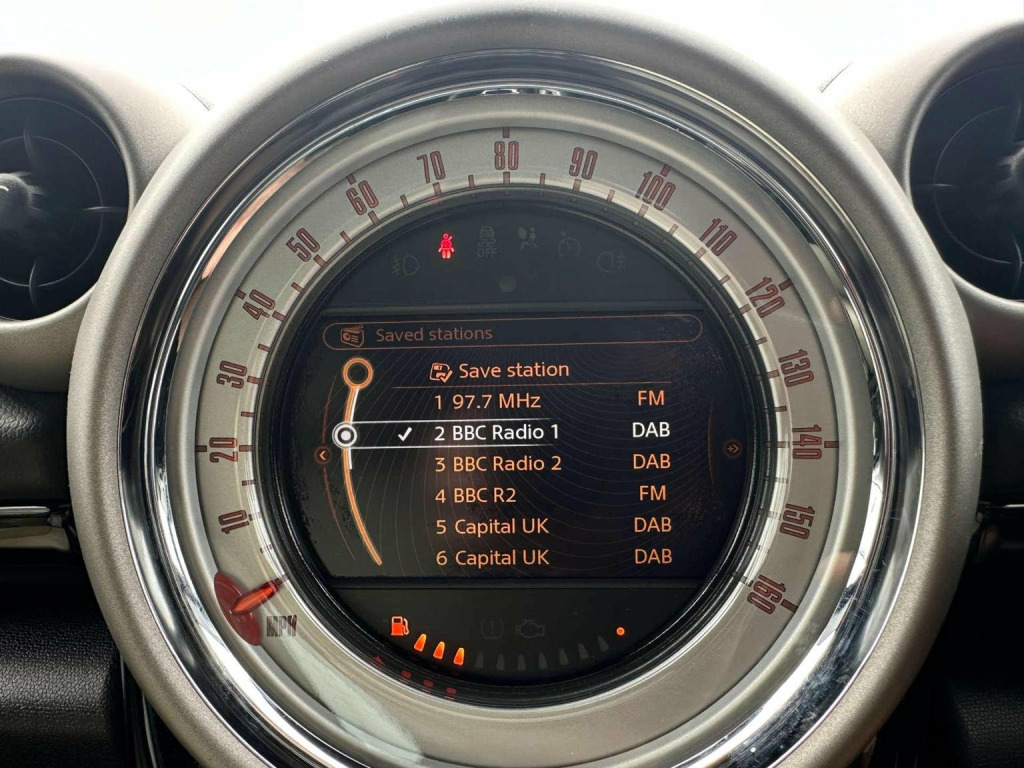 80
70
90
60
100
50
110
40
120
30
130
20
140
10
150
160
MPH
OFF
Saved stations
Save station
1 97.7 MHz FM
2 BBC Radio 1 DAB
3 BBC Radio 2 DAB
4 BBC R2 FM
5 Capital UK DAB
6 Capital UK DAB